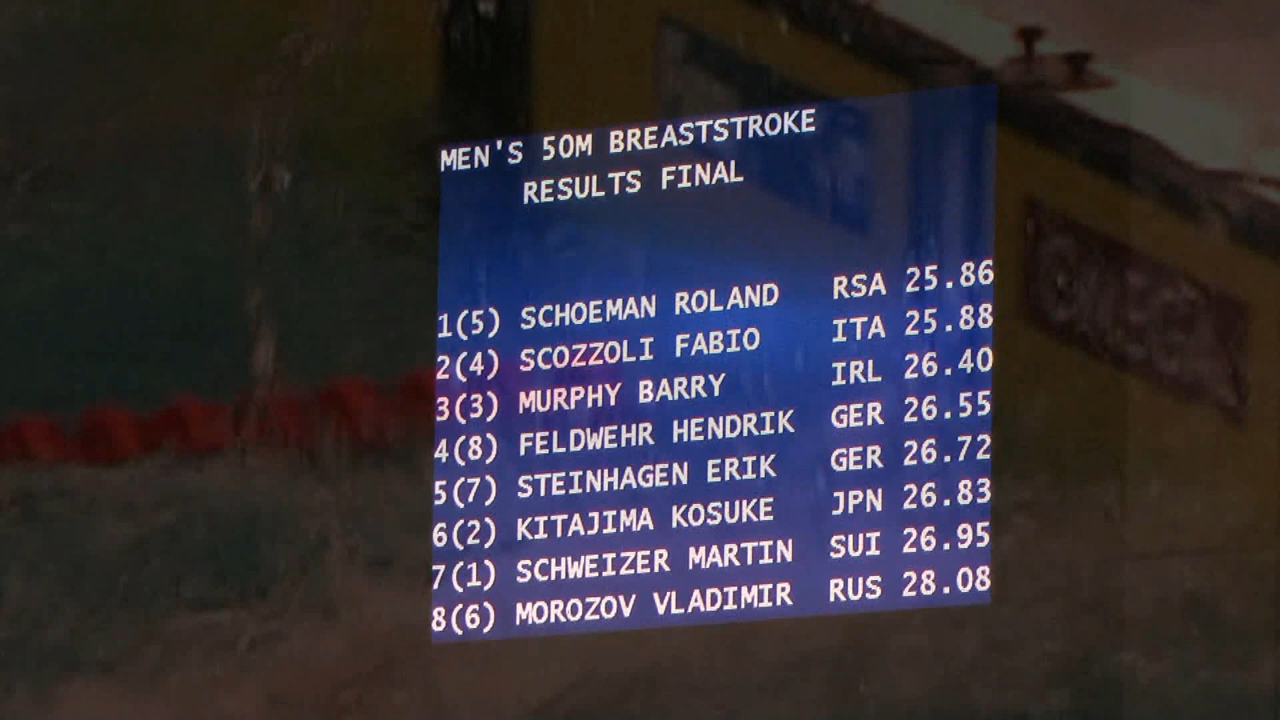 MEN'S 50M BREASTSTROKE
RESULTS FINAL
1(5) SCHOEMAN ROLAND RSA 25.86
2(4) SCOZZOLI FABIO ITA 25.88
3(3) MURPHY BARRY IRL 26.40
4(8) FELDWEHR HENDRIK GER 26.55
5(7) STEINHAGEN ERIK GER 26.72
6(2) KITAJIMA KOSUKE JPN 26.83
7(1) SCHWEIZER MARTIN SUI 26.95
8(6) MOROZOV VLADIMIR RUS 28.08